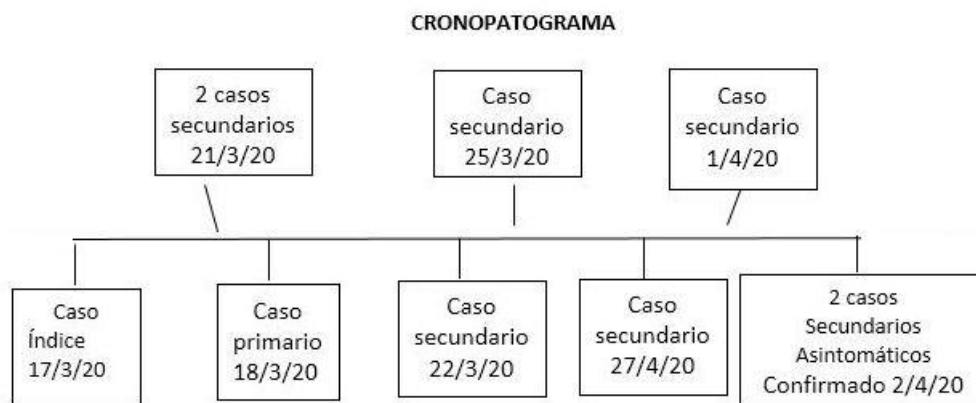 CRONOPATOGRAMA
2 casos
secundarios
21/3/20
Caso
secundario
25/3/20
Caso
secundario
1/4/20
Caso
Índice
17/3/20
Caso
primario
18/3/20
Caso
secundario
22/3/20
Caso
secundario
27/4/20
2 casos
Secundarios
Asintomáticos
Confirmado 2/4/20